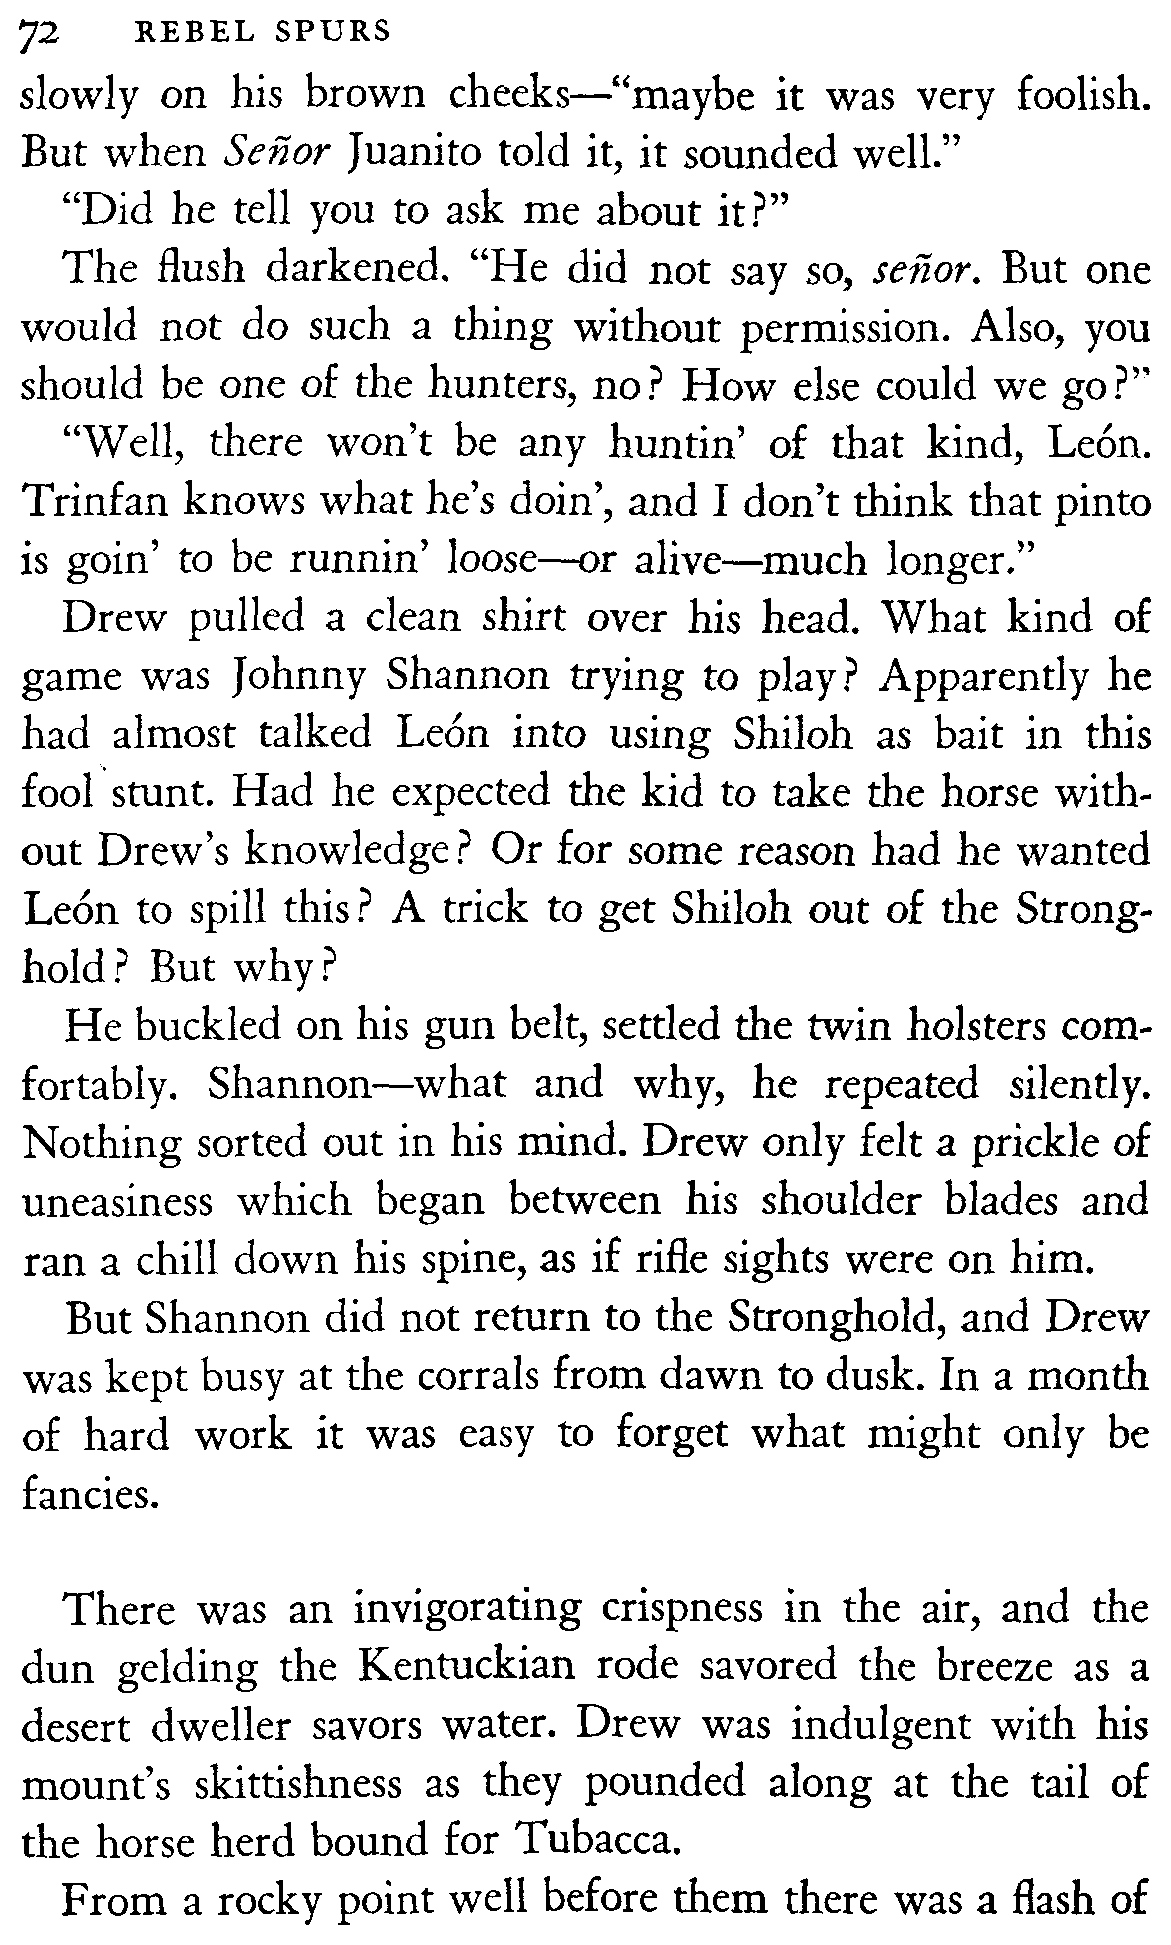 72 REBEL SPURS
slowly on his brown cheeks—“maybe it was very foolish.
But when Señor Juanito told it, it sounded well.”
“Did he tell you to ask me about it?”
The flush darkened. “He did not say so, señor. But one
would not do such a thing without permission. Also, you
should be one of the hunters, no? How else could we go?”
“Well, there won’t be any huntin’ of that kind, León.
Trinfan knows what he’s doin’, and I don’t think that pinto
is goin’ to be runnin’ loose—or alive—much longer.”
Drew pulled a clean shirt over his head. What kind of
game was Johnny Shannon trying to play? Apparently he
had almost talked León into using Shiloh as bait in this
fool stunt. Had he expected the kid to take the horse with-
out Drew’s knowledge? Or for some reason had he wanted
León to spill this? A trick to get Shiloh out of the Strong-
hold? But why?
He buckled on his gun belt, settled the twin holsters com-
fortably. Shannon—what and why, he repeated silently.
Nothing sorted out in his mind. Drew only felt a prickle of
uneasiness which began between his shoulder blades and
ran a chill down his spine, as if rifle sights were on him.
But Shannon did not return to the Stronghold, and Drew
was kept busy at the corrals from dawn to dusk. In a month
of hard work it was easy to forget what might only be
fancies.
There was an invigorating crispness in the air, and the
dun gelding the Kentuckian rode savored the breeze as a
desert dweller savors water. Drew was indulgent with his
mount’s skittishness as they pounded along at the tail of
the horse herd bound for Tubacca.
From a rocky point well before them there was a flash of